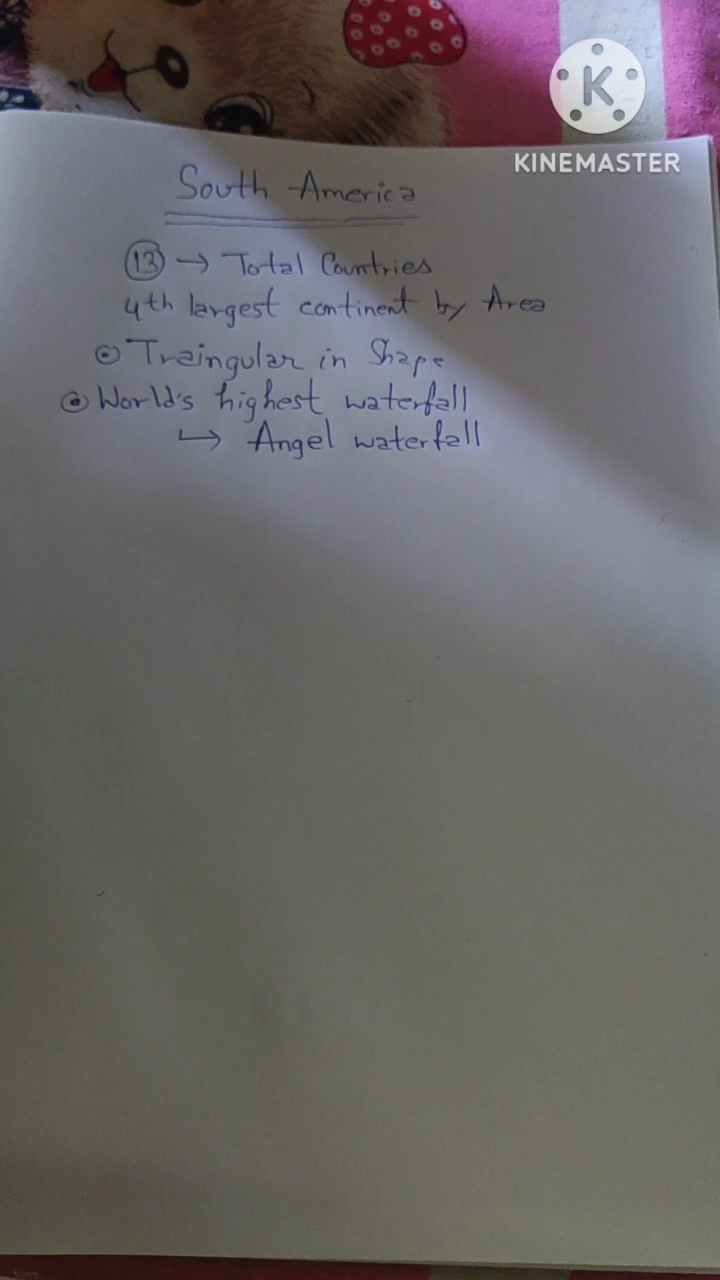 KINEMASTER
South America
13 → Total Countries
4th largest continent by Area
⊙ Traingular in Shape
⊙ World's highest waterfall
↳ Angel waterfall